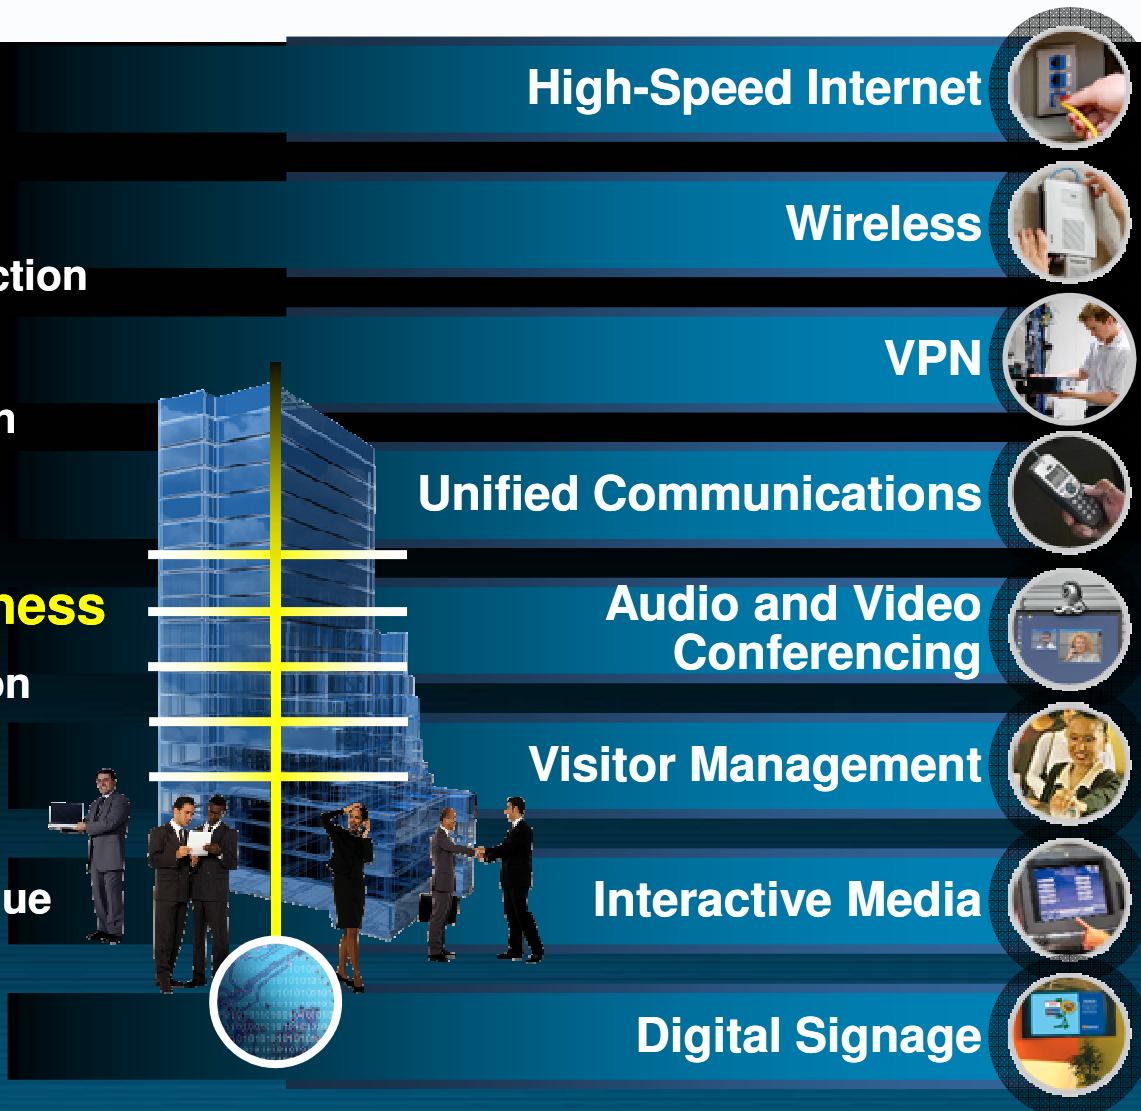 High-Speed Internet
Wireless
ction
VPN
n
Unified Communications
ness
Audio and Video
Conferencing
on
Visitor Management
ue
Interactive Media
Digital Signage